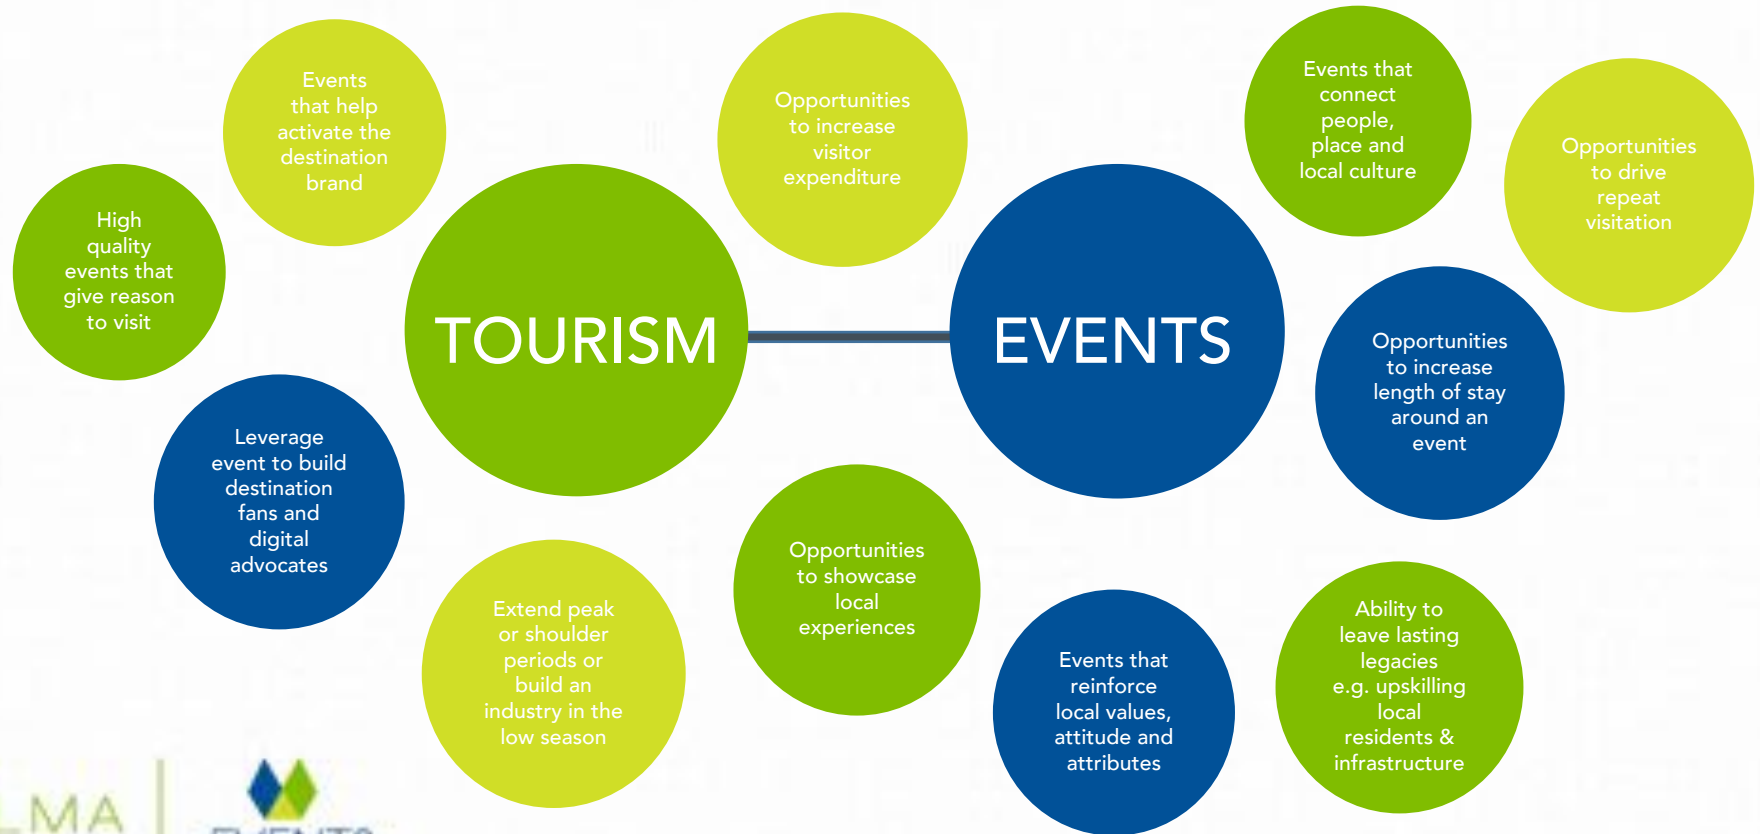 Events
that help
activate the
destination
brand
Opportunities
to increase
visitor
expenditure
Events that
connect
people,
place and
local culture
Opportunities
to drive
repeat
visitation
High
quality
events that
give reason
to visit
TOURISM
EVENTS
Opportunities
to increase
length of stay
around an
event
Leverage
event to build
destination
fans and
digital
advocates
Extend peak
or shoulder
periods or
build an
industry in the
low season
Opportunities
to showcase
local
experiences
Events that
reinforce
local values,
attitude and
attributes
Ability to
leave lasting
legacies
e.g. upskilling
local
residents &
infrastructure
MA
EVENTS